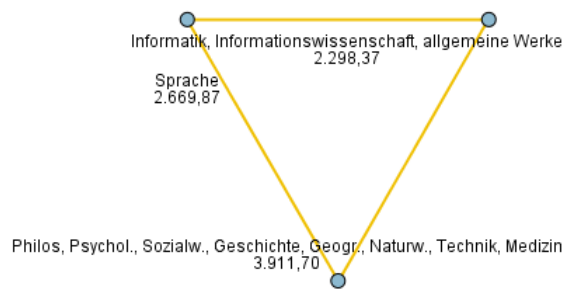 Informatik, Informationswissenschaft, allgemeine Werke
2.298,37
Sprache
2.669,87
Philos, Psychol., Sozialw., Geschichte, Geogr., Naturw., Technik, Medizin
3.911,70